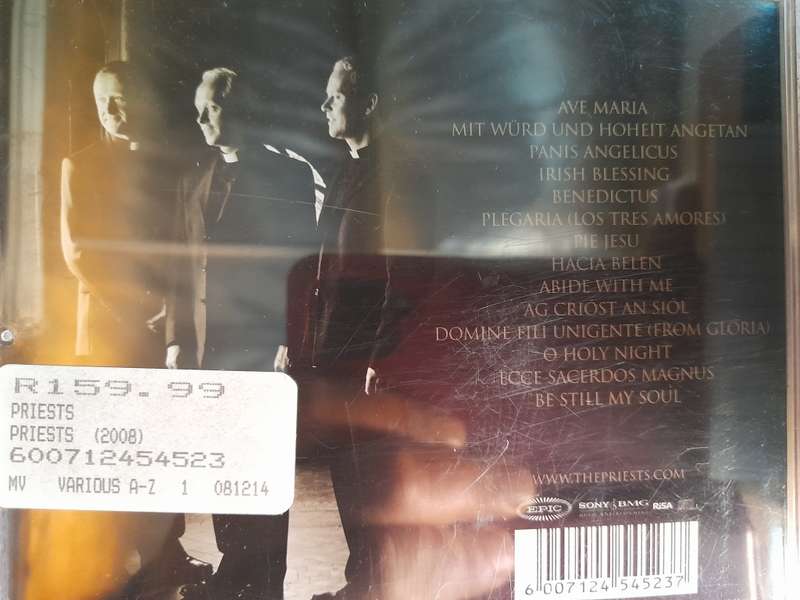 AVE MARIA
MIT WÜRD UND HOHEIT ANGETAN
PANIS ANGELICUS
IRISH BLESSING
BENEDICTUS
PLEGARIA (LOS TRES AMORES)
PIE JESU
HACIA BELEN
ABIDE WITH ME
AG CRÍOST AN SÍOL
DOMINE FILI UNIGENTE (FROM GLORIA)
O HOLY NIGHT
ECCE SACERDOS MAGNUS
BE STILL MY SOUL
WWW.THEPRIESTS.COM
EPIC SONY BMG RiSA
6 007124 545237
R159.99
PRIESTS
PRIESTS (2008)
600712454523
MV VARIOUS A-Z 1 081214